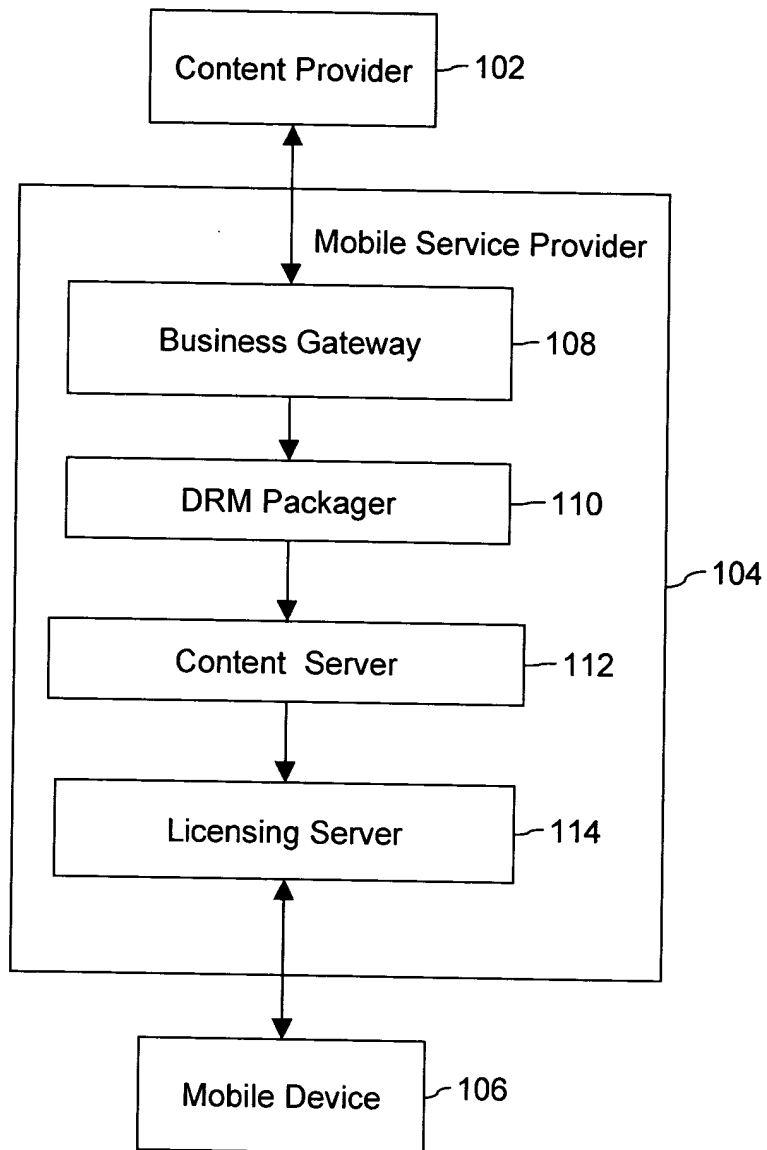 Content Provider 102
Mobile Service Provider
Business Gateway 108
DRM Packager 110
104
Content Server 112
Licensing Server 114
Mobile Device 106